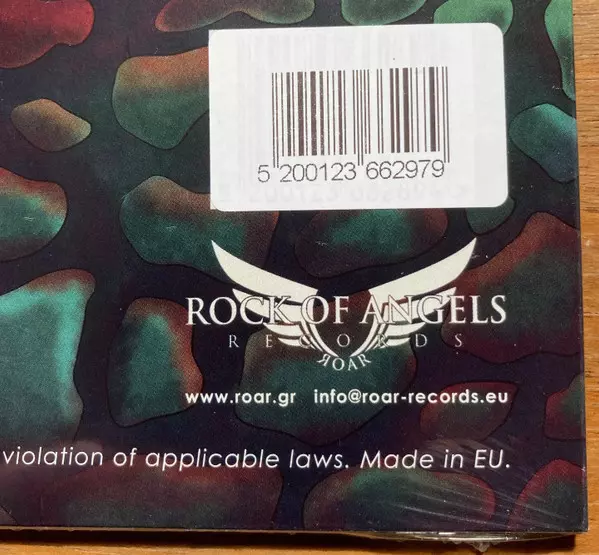 5 200123 662979
ROCK OF ANGELS
RECORDS
ROAR
www.roar.gr info@roar-records.eu
violation of applicable laws. Made in EU.